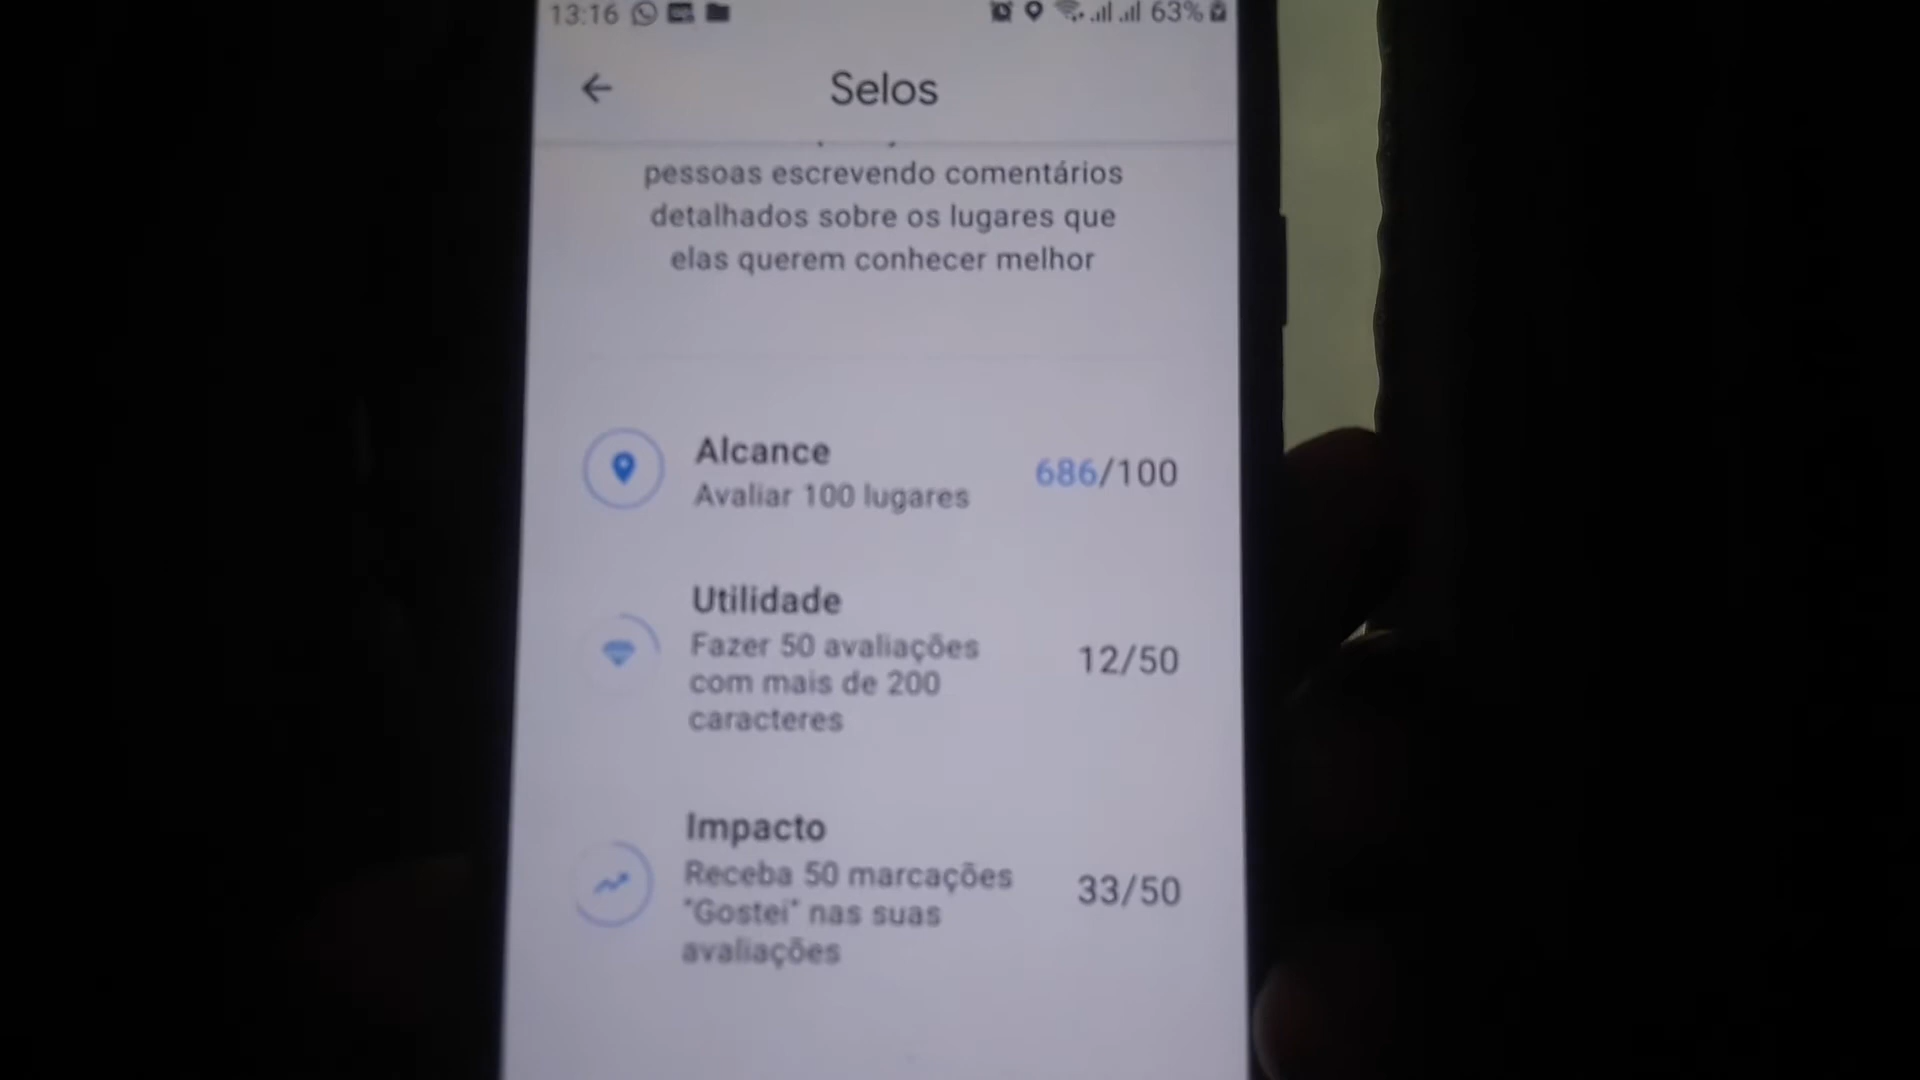 13:16
63%
Selos
pessoas escrevendo comentários
detalhados sobre os lugares que
elas querem conhecer melhor
Alcance
Avaliar 100 lugares
686/100
Utilidade
Fazer 50 avaliações
com mais de 200
caracteres
12/50
Impacto
Receba 50 marcações
"Gostei" nas suas
avaliações
33/50